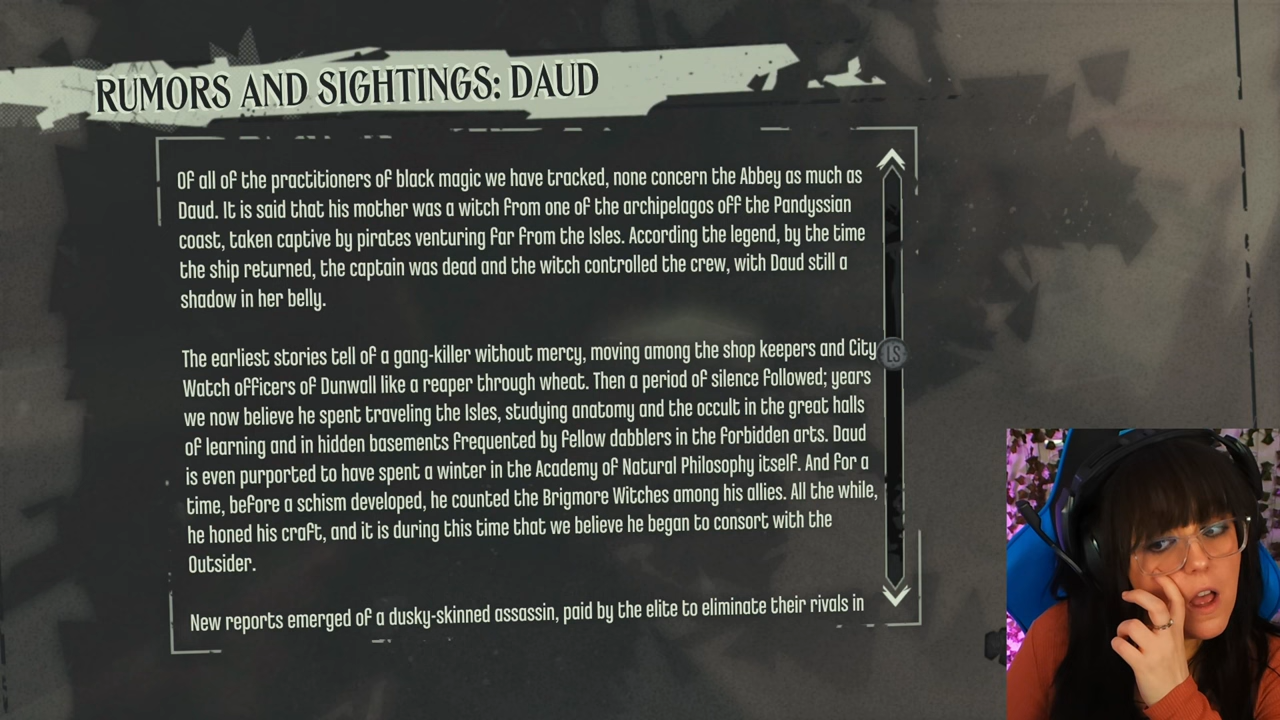 RUMORS AND SIGHTINGS: DAUD
Of all of the practitioners of black magic we have tracked, none concern the Abbey as much as
Daud. It is said that his mother was a witch from one of the archipelagos off the Pandyssian
coast, taken captive by pirates venturing far from the Isles. According the legend, by the time
the ship returned, the captain was dead and the witch controlled the crew, with Daud still a
shadow in her belly.
The earliest stories tell of a gang-killer without mercy, moving among the shop keepers and City
Watch officers of Dunwall like a reaper through wheat. Then a period of silence followed; years
we now believe he spent traveling the Isles, studying anatomy and the occult in the great halls
of learning and in hidden basements frequented by fellow dabblers in the forbidden arts. Daud
is even purported to have spent a winter in the Academy of Natural Philosophy itself. And for a
time, before a schism developed, he counted the Brigmore Witches among his allies. All the while,
he honed his craft, and it is during this time that we believe he began to consort with the
Outsider.
New reports emerged of a dusky-skinned assassin, paid by the elite to eliminate their rivals in
LS